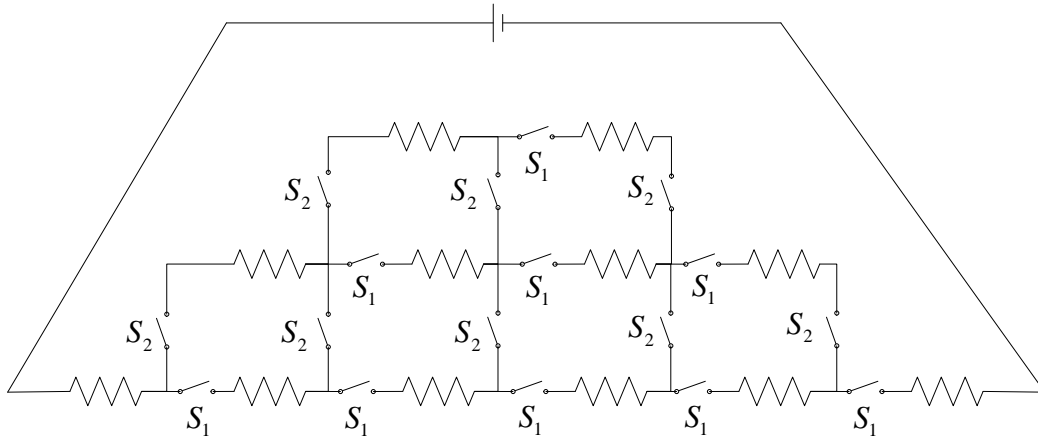 S₁
S₂ S₂ S₂
S₁ S₁ S₁
S₂ S₂ S₂ S₂ S₂
S₁ S₁ S₁ S₁ S₁